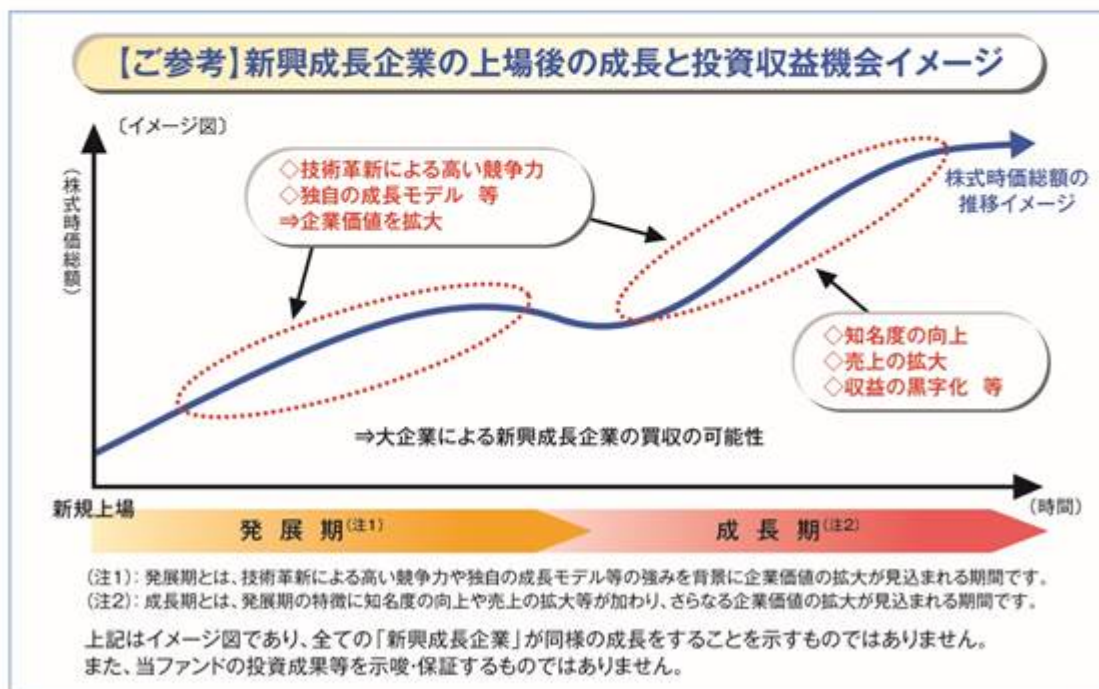 【ご参考】新興成長企業の上場後の成長と投資収益機会イメージ
〔イメージ図〕
(株式時価総額)
◇技術革新による高い競争力
◇独自の成長モデル 等
⇒企業価値を拡大
株式時価総額の
推移イメージ
◇知名度の向上
◇売上の拡大
◇収益の黒字化 等
⇒大企業による新興成長企業の買収の可能性
新規上場
(時間)
発展期(注1)
成長期(注2)
(注1):発展期とは、技術革新による高い競争力や独自の成長モデル等の強みを背景に企業価値の拡大が見込まれる期間です。
(注2):成長期とは、発展期の特徴に知名度の向上や売上の拡大等が加わり、さらなる企業価値の拡大が見込まれる期間です。
上記はイメージ図であり、全ての「新興成長企業」が同様の成長をすることを示すものではありません。
また、当ファンドの投資成果等を示唆・保証するものではありません。